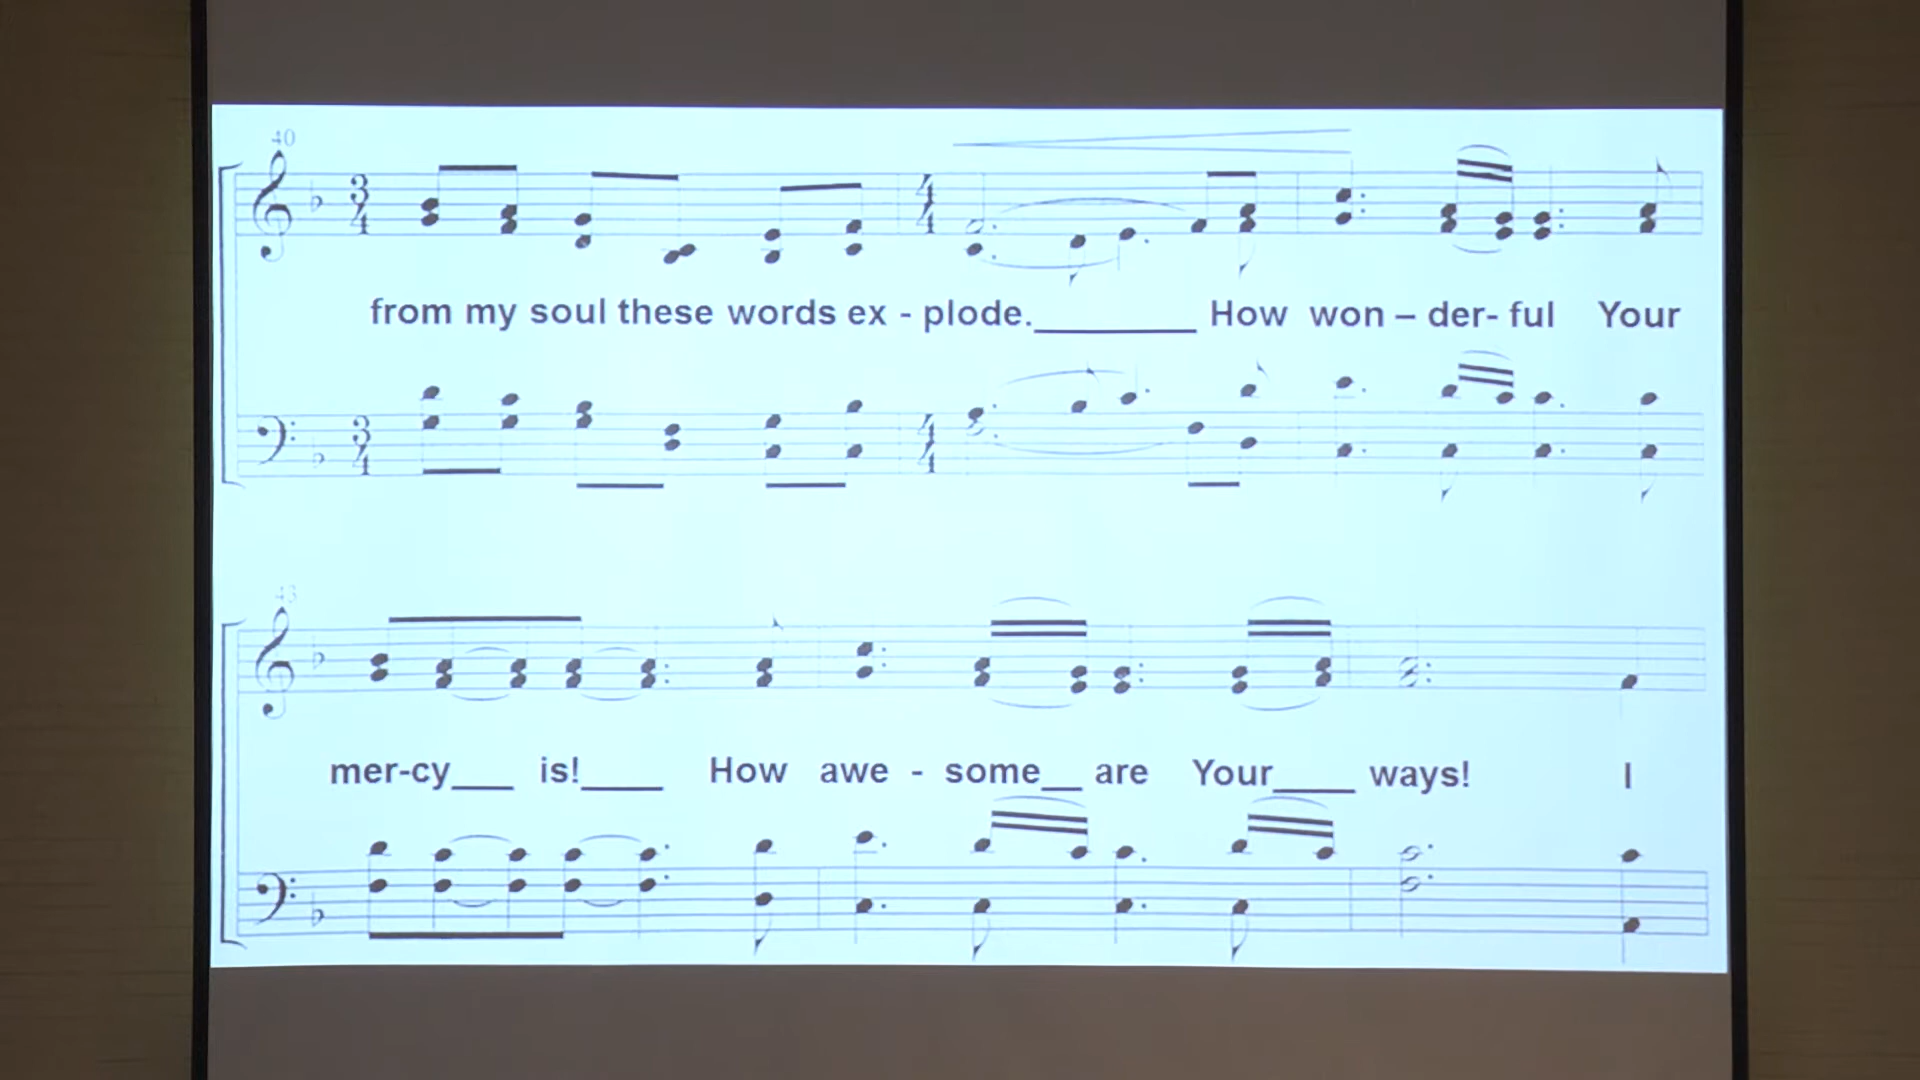 40
3 4 4 4
from my soul these words ex - plode.________ How won – der- ful Your
3 4 4 4
43
mer-cy___ is!____ How awe - some__ are Your____ ways! I